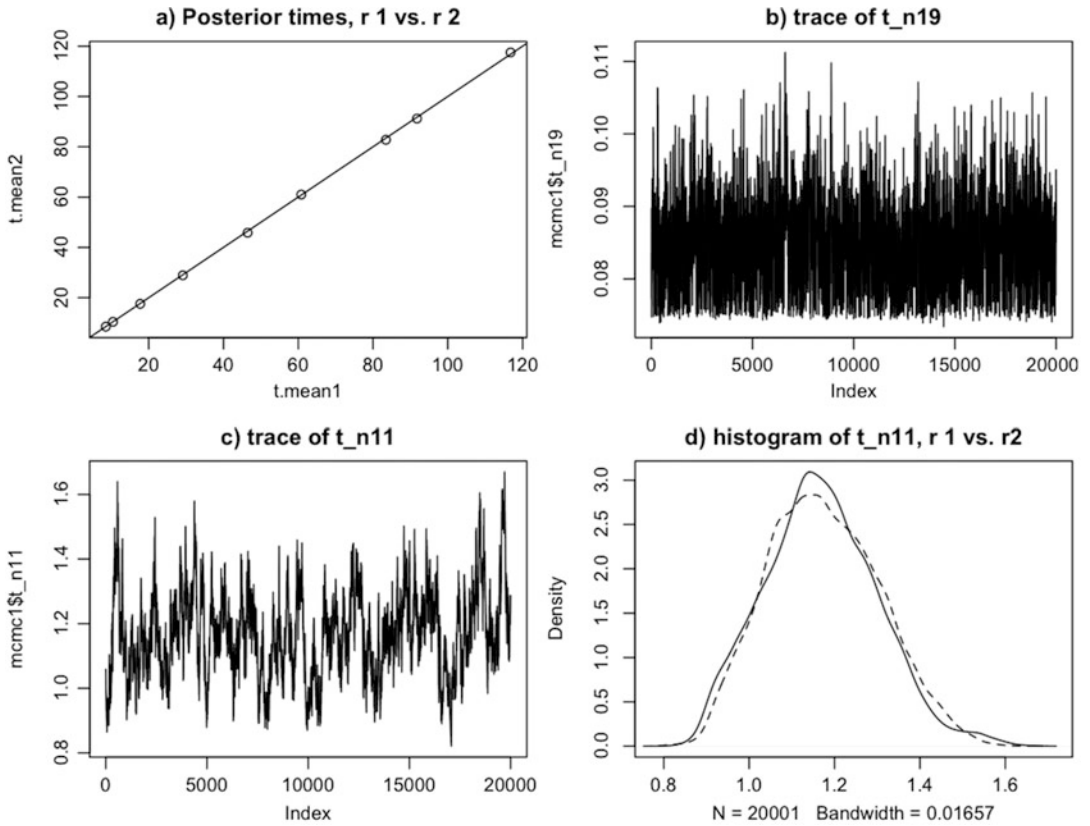 a) Posterior times, r 1 vs. r 2
t.mean2
20
40
60
80
100
120
20 40 60 80 100 120
t.mean1
b) trace of t_n19
mcmc1$t_n19
0.08
0.09
0.10
0.11
0 5000 10000 15000 20000
Index
c) trace of t_n11
mcmc1$t_n11
0.8
1.0
1.2
1.4
1.6
0 5000 10000 15000 20000
Index
d) histogram of t_n11, r 1 vs. r2
Density
0.0
0.5
1.0
1.5
2.0
2.5
3.0
0.8 1.0 1.2 1.4 1.6
N = 20001 Bandwidth = 0.01657